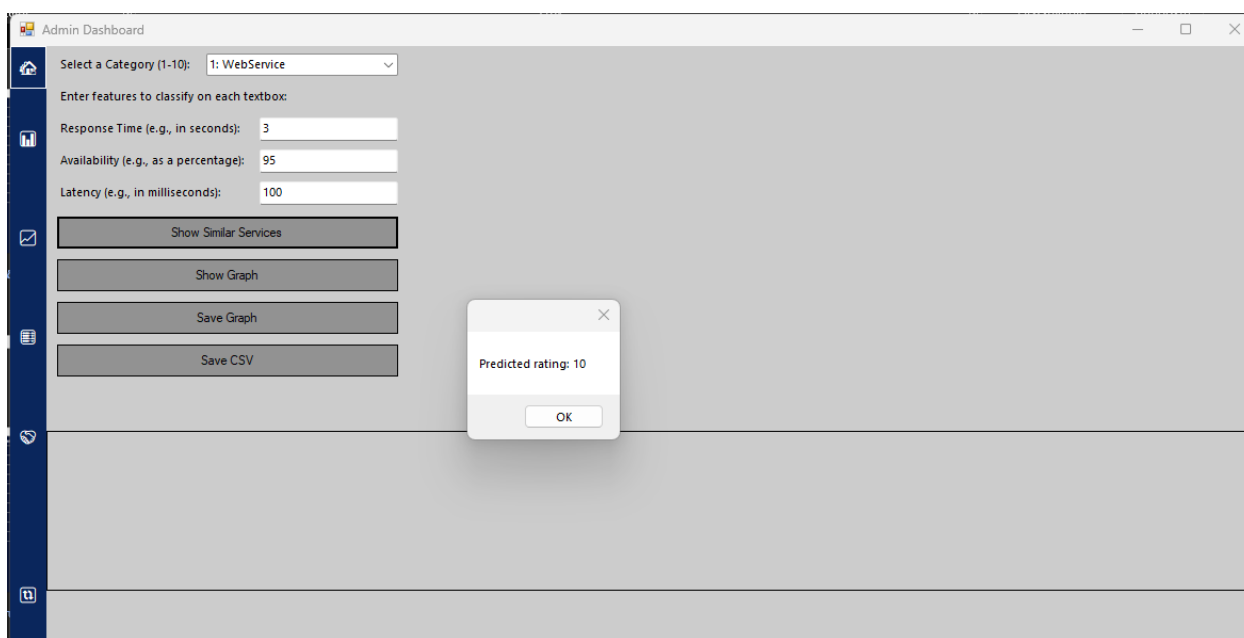 Admin Dashboard
Select a Category (1-10): 1: WebService
Enter features to classify on each textbox:
Response Time (e.g., in seconds): 3
Availability (e.g., as a percentage): 95
Latency (e.g., in milliseconds): 100
Show Similar Services
Show Graph
Save Graph
Save CSV
Predicted rating: 10
OK